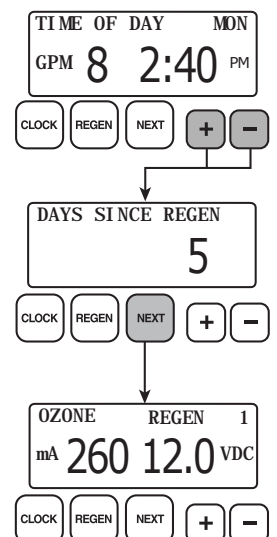 TIME OF DAY MON
GPM 8 2:40 PM
CLOCK REGEN NEXT + −
DAYS SINCE REGEN
5
CLOCK REGEN NEXT + −
OZONE REGEN 1
mA 260 12.0 VDC
CLOCK REGEN NEXT + −